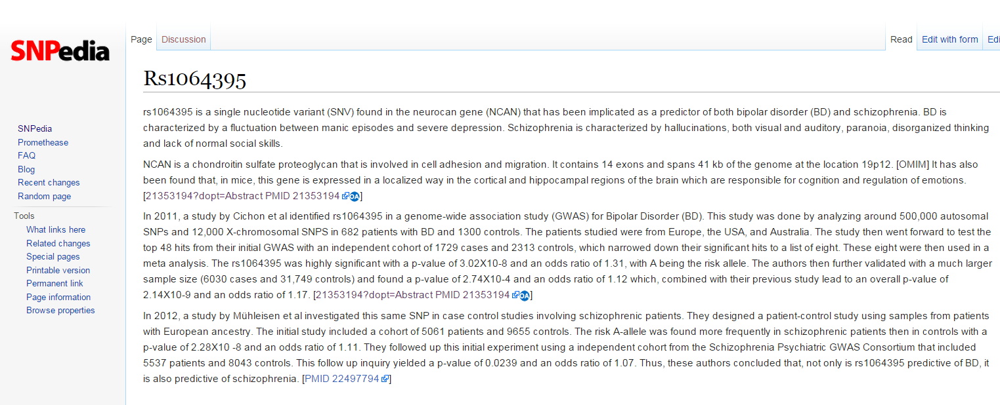 SNPedia
Page
Discussion
Read
Edit with form
Edi
SNPedia
Promethease
FAQ
Blog
Recent changes
Random page
Tools
What links here
Related changes
Special pages
Printable version
Permanent link
Page information
Browse properties
Rs1064395
rs1064395 is a single nucleotide variant (SNV) found in the neurocan gene (NCAN) that has been implicated as a predictor of both bipolar disorder (BD) and schizophrenia. BD is
characterized by a fluctuation between manic episodes and severe depression. Schizophrenia is characterized by hallucinations, both visual and auditory, paranoia, disorganized thinking
and lack of normal social skills.
NCAN is a chondroitin sulfate proteoglycan that is involved in cell adhesion and migration. It contains 14 exons and spans 41 kb of the genome at the location 19p12. [OMIM] It has also
been found that, in mice, this gene is expressed in a localized way in the cortical and hippocampal regions of the brain which are responsible for cognition and regulation of emotions.
[21353194?dopt=Abstract PMID 21353194 OA]
In 2011, a study by Cichon et al identified rs1064395 in a genome-wide association study (GWAS) for Bipolar Disorder (BD). This study was done by analyzing around 500,000 autosomal
SNPs and 12,000 X-chromosomal SNPS in 682 patients with BD and 1300 controls. The patients studied were from Europe, the USA, and Australia. The study then went forward to test the
top 48 hits from their initial GWAS with an independent cohort of 1729 cases and 2313 controls, which narrowed down their significant hits to a list of eight. These eight were then used in a
meta analysis. The rs1064395 was highly significant with a p-value of 3.02X10-8 and an odds ratio of 1.31, with A being the risk allele. The authors then further validated with a much larger
sample size (6030 cases and 31,749 controls) and found a p-value of 2.74X10-4 and an odds ratio of 1.12 which, combined with their previous study lead to an overall p-value of
2.14X10-9 and an odds ratio of 1.17. [21353194?dopt=Abstract PMID 21353194 OA]
In 2012, a study by Mühleisen et al investigated this same SNP in case control studies involving schizophrenic patients. They designed a patient-control study using samples from patients
with European ancestry. The initial study included a cohort of 5061 patients and 9655 controls. The risk A-allele was found more frequently in schizophrenic patients then in controls with a
p-value of 2.28X10 -8 and an odds ratio of 1.11. They followed up this initial experiment using a independent cohort from the Schizophrenia Psychiatric GWAS Consortium that included
5537 patients and 8043 controls. This follow up inquiry yielded a p-value of 0.0239 and an odds ratio of 1.07. Thus, these authors concluded that, not only is rs1064395 predictive of BD, it
is also predictive of schizophrenia. [PMID 22497794]